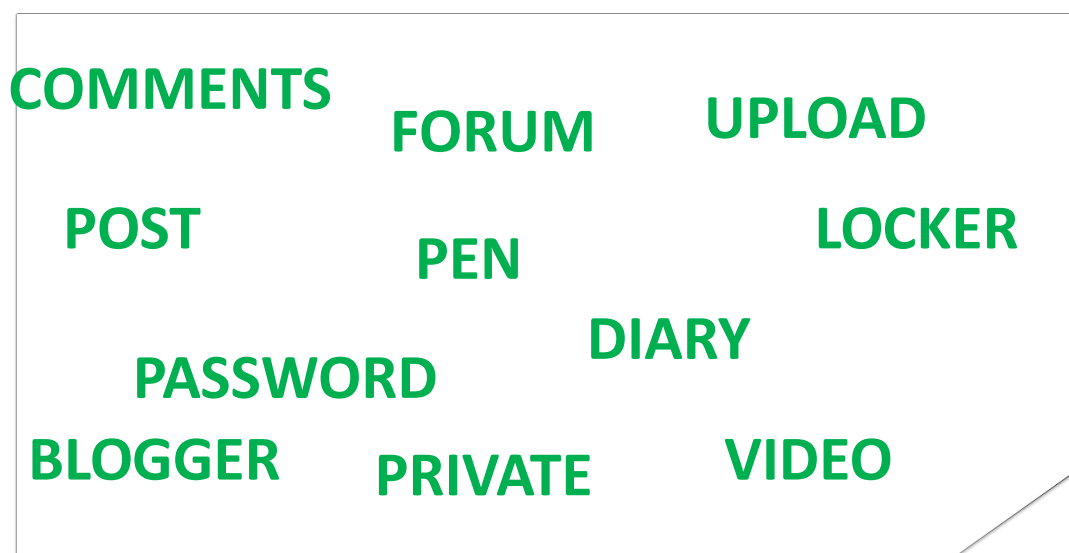 COMMENTS
FORUM
UPLOAD
POST
PEN
LOCKER
DIARY
PASSWORD
BLOGGER
PRIVATE
VIDEO